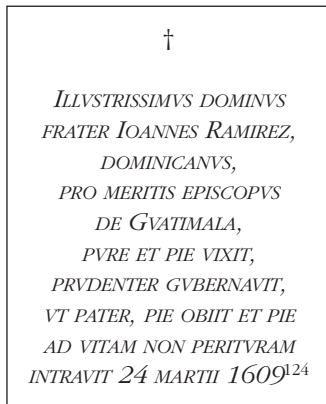 †
ILLVSTRISSIMVS DOMINVS
FRATER IOANNES RAMIREZ,
DOMINICANVS,
PRO MERITIS EPISCOPVS
DE GVATIMALA,
PVRE ET PIE VIXIT,
PRVDENTER GVBERNAVIT,
VT PATER, PIE OBIIT ET PIE
AD VITAM NON PERITVRAM
INTRAVIT 24 MARTII 1609¹²⁴